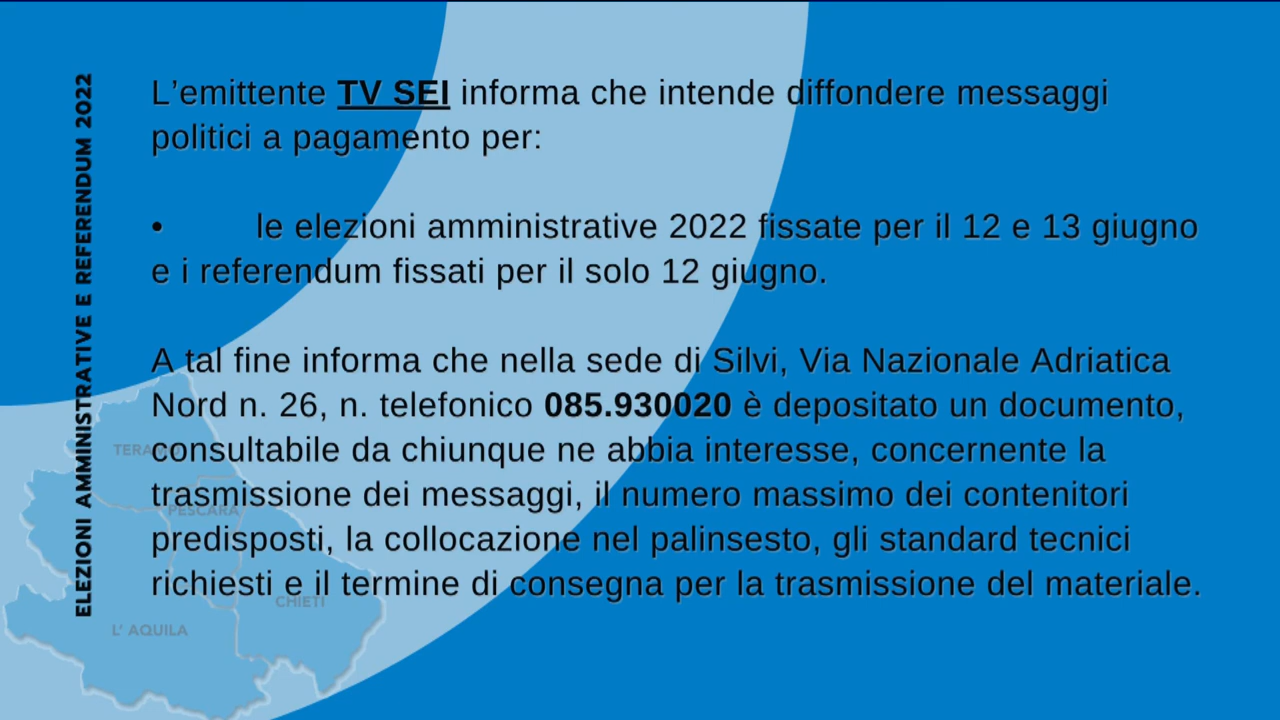 ELEZIONI AMMINISTRATIVE E REFERENDUM 2022
L’emittente TV SEI informa che intende diffondere messaggi
politici a pagamento per:
• le elezioni amministrative 2022 fissate per il 12 e 13 giugno
e i referendum fissati per il solo 12 giugno.
A tal fine informa che nella sede di Silvi, Via Nazionale Adriatica
Nord n. 26, n. telefonico 085.930020 è depositato un documento,
consultabile da chiunque ne abbia interesse, concernente la
trasmissione dei messaggi, il numero massimo dei contenitori
predisposti, la collocazione nel palinsesto, gli standard tecnici
richiesti e il termine di consegna per la trasmissione del materiale.
TERAMO
PESCARA
CHIETI
L’ AQUILA